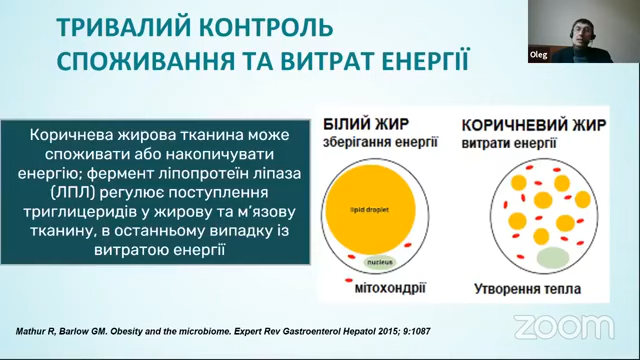 ТРИВАЛИЙ КОНТРОЛЬ
СПОЖИВАННЯ ТА ВИТРАТ ЕНЕРГІЇ
Oleg
Коричнева жирова тканина може
споживати або накопичувати
енергію; фермент ліпопротеїн ліпаза
(ЛПЛ) регулює поступлення
триглицеридів у жирову та м'язову
тканину, в останньому випадку із
витратою енергії
БІЛИЙ ЖИР
зберігання енергії
lipid droplet
nucleus
мітохондрії
КОРИЧНЕВИЙ ЖИР
витрати енергії
Утворення тепла
Mathur R, Barlow GM. Obesity and the microbiome. Expert Rev Gastroenterol Hepatol 2015; 9:1087
zoom